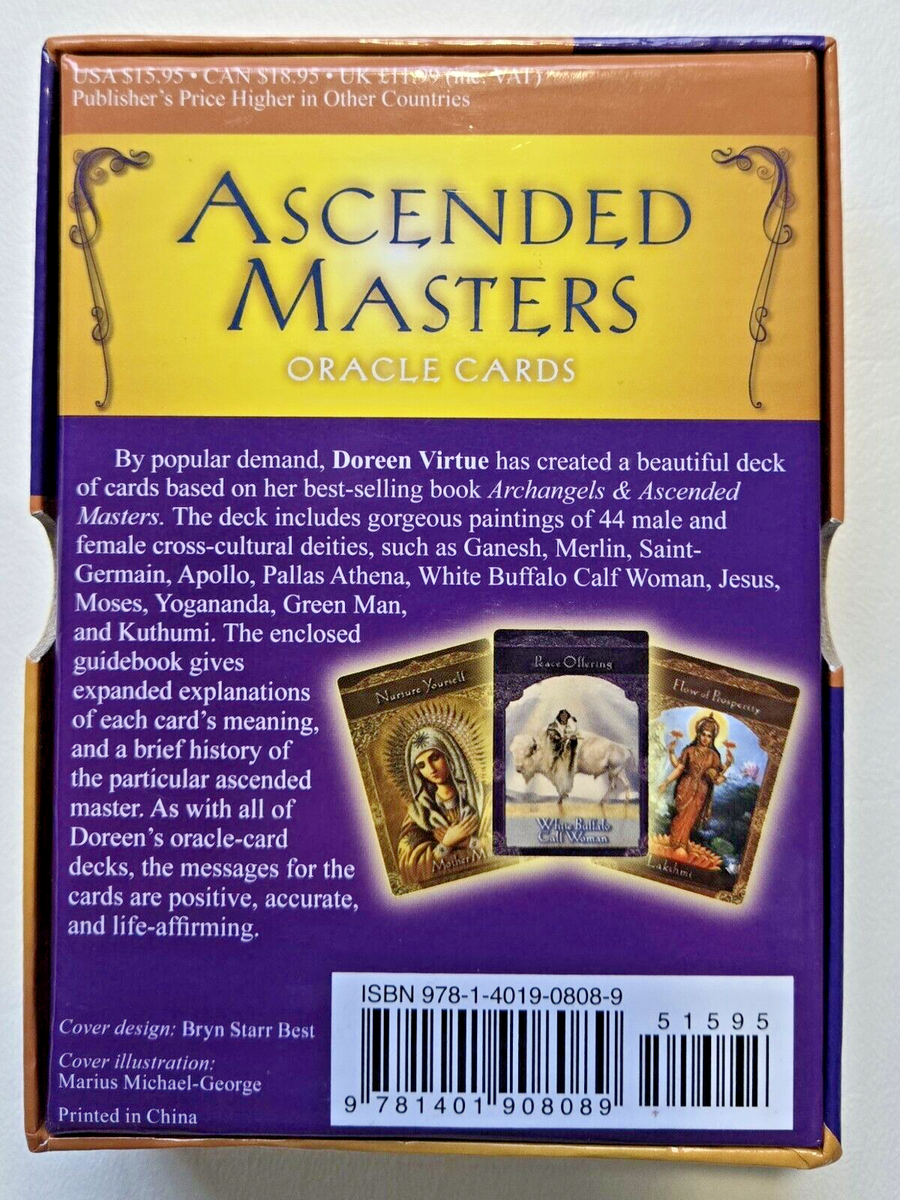 USA $15.95 • CAN $18.95 • UK £11.99 (inc. VAT)
Publisher's Price Higher in Other Countries
ASCENDED
MASTERS
ORACLE CARDS
By popular demand, Doreen Virtue has created a beautiful deck
of cards based on her best-selling book Archangels & Ascended
Masters. The deck includes gorgeous paintings of 44 male and
female cross-cultural deities, such as Ganesh, Merlin, Saint-
Germain, Apollo, Pallas Athena, White Buffalo Calf Woman, Jesus,
Moses, Yogananda, Green Man,
and Kuthumi. The enclosed
guidebook gives
expanded explanations
of each card's meaning,
and a brief history of
the particular ascended
master. As with all of
Doreen's oracle-card
decks, the messages for the
cards are positive, accurate,
and life-affirming.
Nurture Yourself
Mother M
Peace Offering
White Buffalo
Calf Woman
Flow of Prosperity
Lakshmi
Cover design: Bryn Starr Best
Cover illustration:
Marius Michael-George
Printed in China
ISBN 978-1-4019-0808-9
51595
9 781401 908089